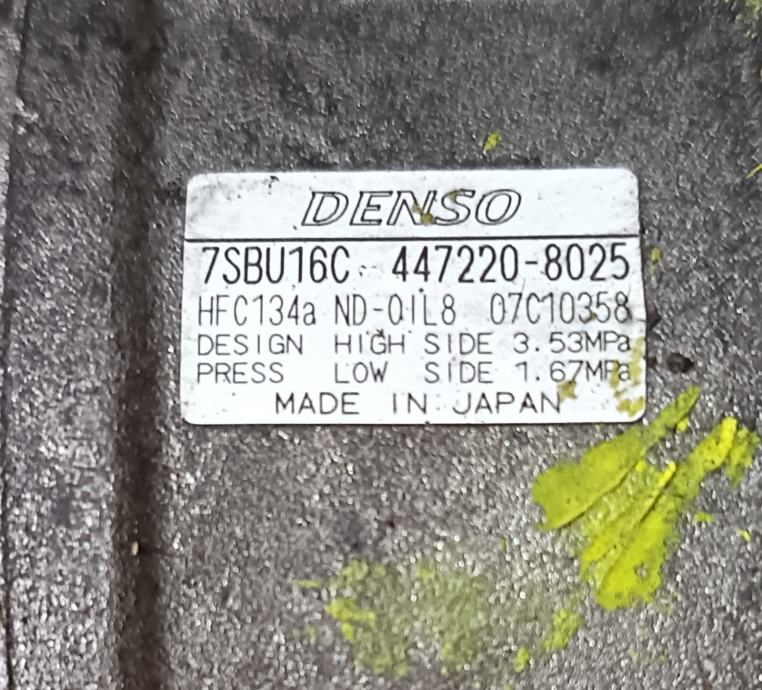 DENSO
7SBU16C 447220-8025
HFC134a ND-OIL8 07C10358
DESIGN HIGH SIDE 3.53MPa
PRESS LOW SIDE 1.67MPa
MADE IN JAPAN